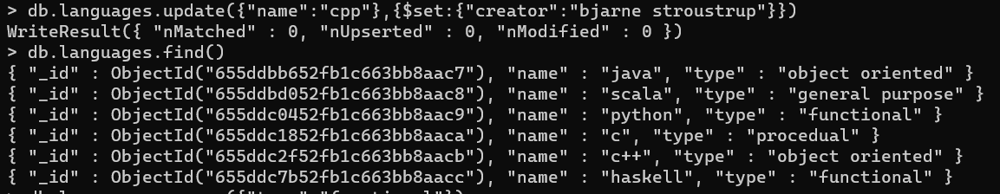 > db.languages.update({"name":"cpp"},{$set:{"creator":"bjarne stroustrup"}})
WriteResult({ "nMatched" : 0, "nUpserted" : 0, "nModified" : 0 })
> db.languages.find()
{ "_id" : ObjectId("655ddbb652fb1c663bb8aac7"), "name" : "java", "type" : "object oriented" }
{ "_id" : ObjectId("655ddbd052fb1c663bb8aac8"), "name" : "scala", "type" : "general purpose" }
{ "_id" : ObjectId("655ddc0452fb1c663bb8aac9"), "name" : "python", "type" : "functional" }
{ "_id" : ObjectId("655ddc1852fb1c663bb8aaca"), "name" : "c", "type" : "procedual" }
{ "_id" : ObjectId("655ddc2f52fb1c663bb8aacb"), "name" : "c++", "type" : "object oriented" }
{ "_id" : ObjectId("655ddc7b52fb1c663bb8aacc"), "name" : "haskell", "type" : "functional" }